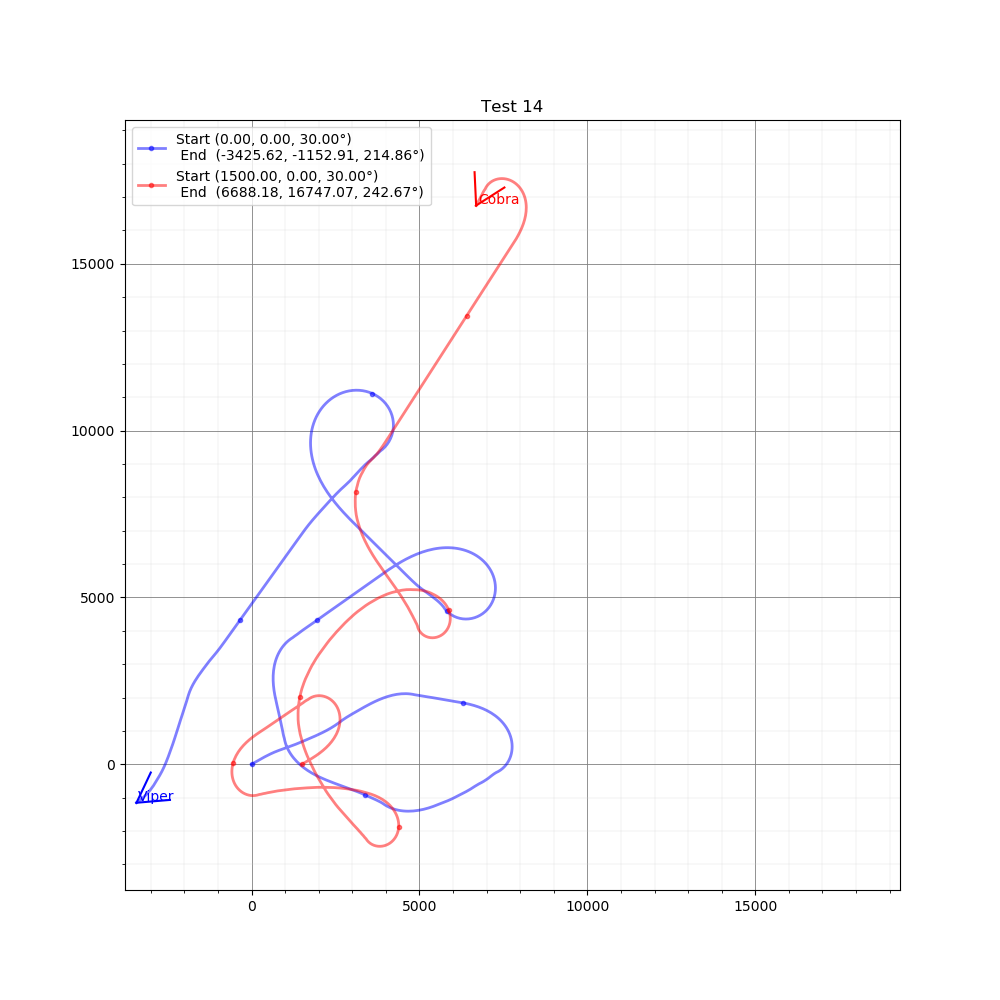 Test 14
Start (0.00, 0.00, 30.00°)
End (-3425.62, -1152.91, 214.86°)
Start (1500.00, 0.00, 30.00°)
End (6688.18, 16747.07, 242.67°)
Cobra
15000
10000
5000
0
Viper
0 5000 10000 15000